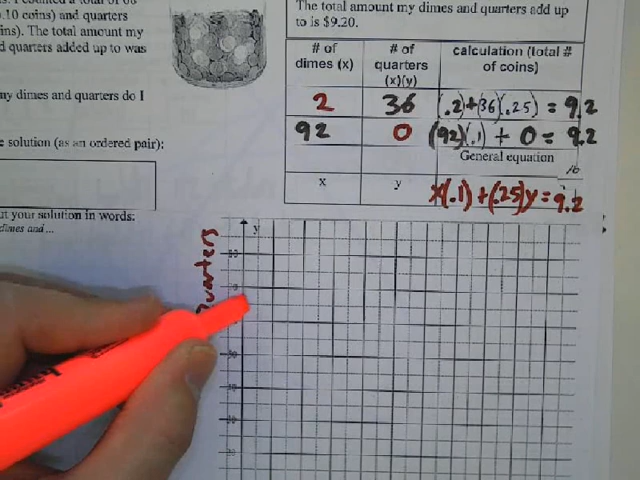 The total amount my dimes and quarters add up
to is $9.20.
.10 coins) and quarters
ins). The total amount my
d quarters added up to was
my dimes and quarters do I
e solution (as an ordered pair):
ut your solution in words:
dimes and ...
# of dimes (x)
# of quarters (x)(y)
calculation (total # of coins)
2 36 (.2)+(36)(.25) = 9.2
92 0 (92)(.1) + 0 = 9.2
General equation
x y x(.1)+(.25)y=9.2
quarters
y